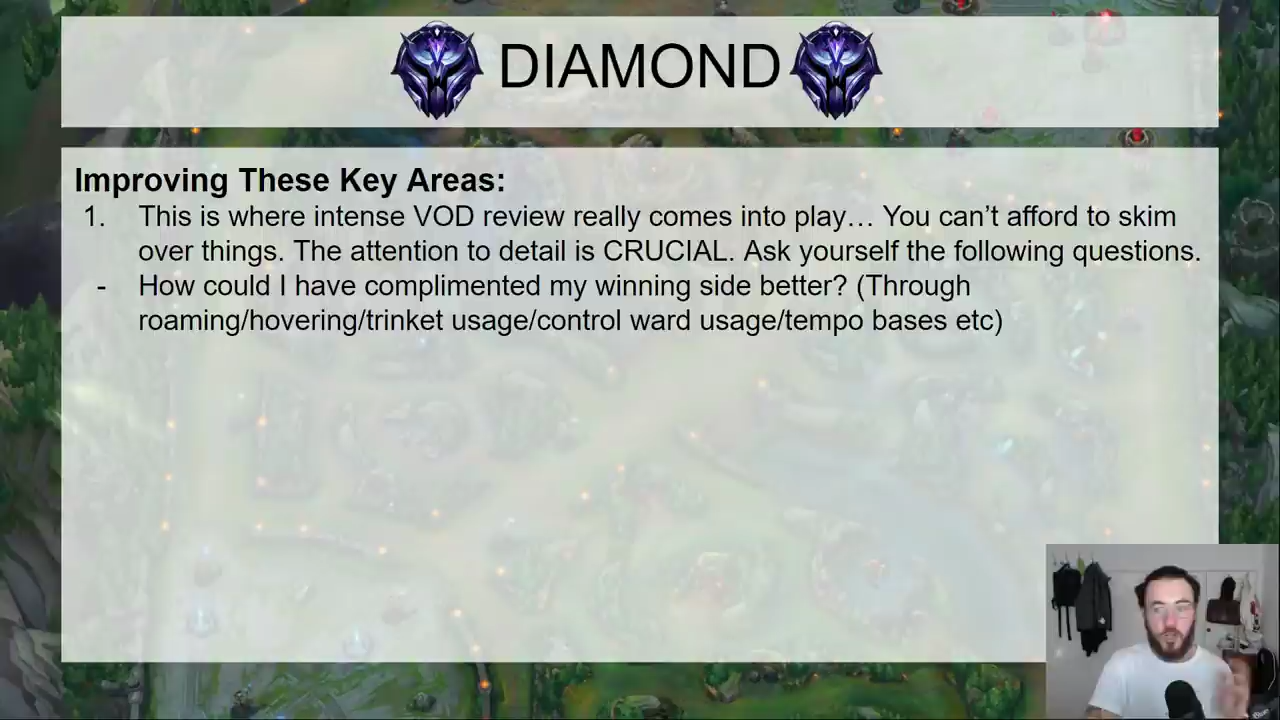 DIAMOND
Improving These Key Areas:
1. This is where intense VOD review really comes into play… You can’t afford to skim
over things. The attention to detail is CRUCIAL. Ask yourself the following questions.
- How could I have complimented my winning side better? (Through
roaming/hovering/trinket usage/control ward usage/tempo bases etc)